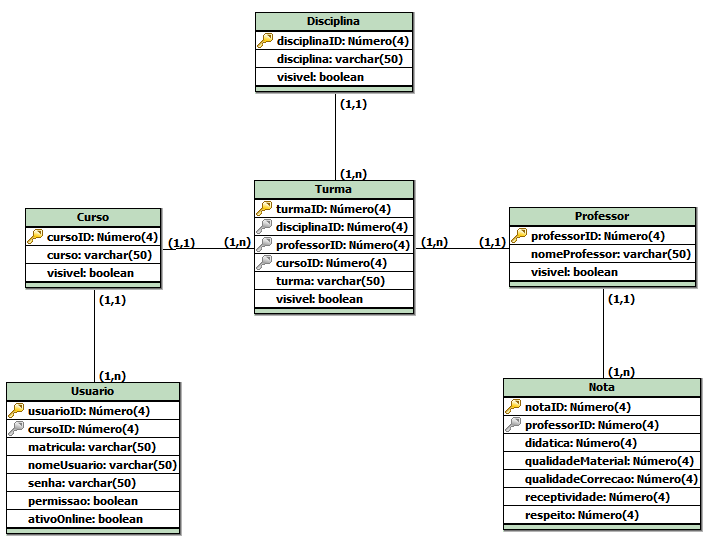 Disciplina
disciplinaID: Número(4)
disciplina: varchar(50)
visivel: boolean
(1,1)
(1,n)
Turma
turmaID: Número(4)
disciplinaID: Número(4)
professorID: Número(4)
cursoID: Número(4)
turma: varchar(50)
visivel: boolean
Curso
cursoID: Número(4)
curso: varchar(50)
visivel: boolean
(1,1)
(1,n)
(1,n)
(1,1)
Professor
professorID: Número(4)
nomeProfessor: varchar(50)
visivel: boolean
(1,1)
(1,n)
Usuario
usuarioID: Número(4)
cursoID: Número(4)
matricula: varchar(50)
nomeUsuario: varchar(50)
senha: varchar(50)
permissao: boolean
ativoOnline: boolean
(1,1)
(1,n)
Nota
notaID: Número(4)
professorID: Número(4)
didatica: Número(4)
qualidadeMaterial: Número(4)
qualidadeCorrecao: Número(4)
receptividade: Número(4)
respeito: Número(4)